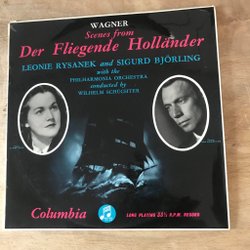 WAGNER
Scenes from
Der Fliegende Holländer
LEONIE RYSANEK and SIGURD BJÖRLING
with the
PHILHARMONIA ORCHESTRA
conducted by
WILHELM SCHÜCHTER
Columbia
LONG PLAYING 33⅓ R.P.M. RECORD